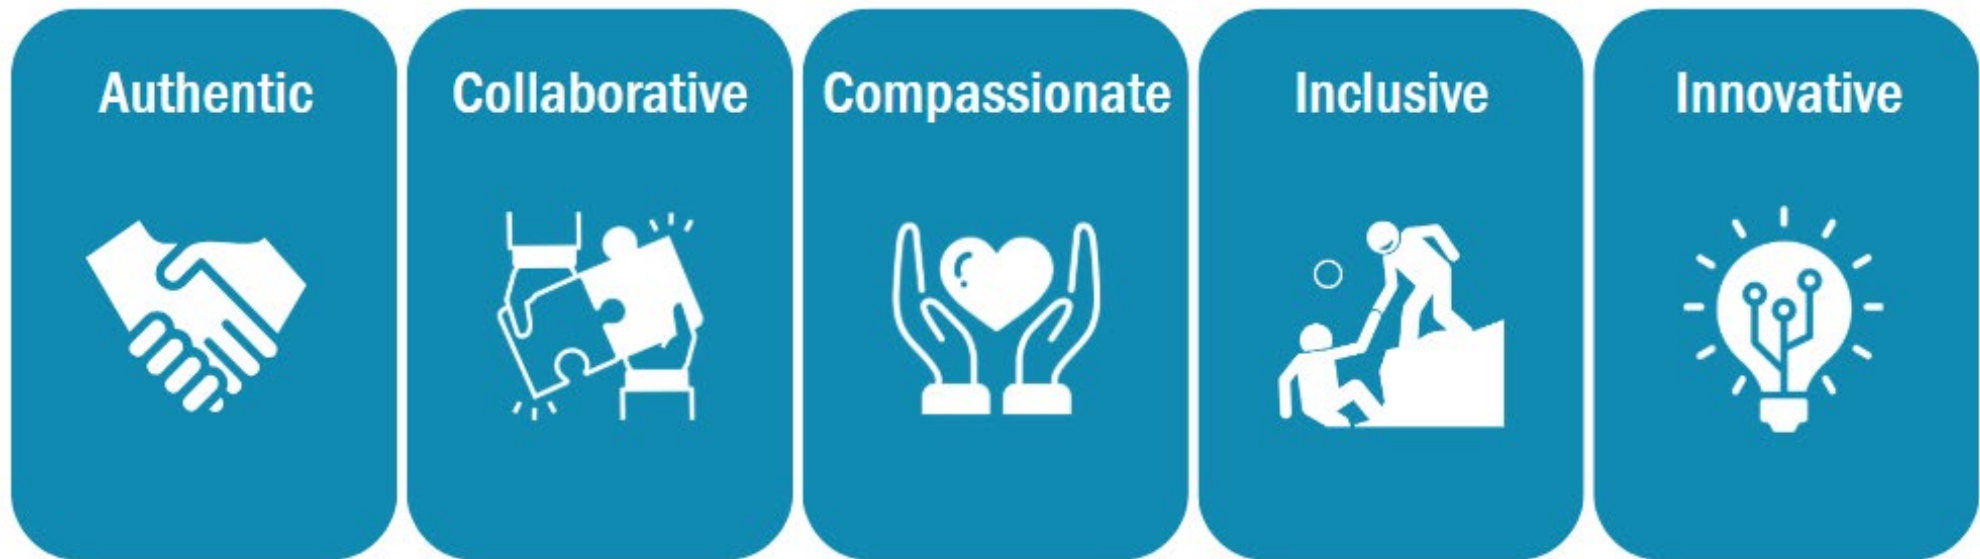 Authentic
Collaborative
Compassionate
Inclusive
Innovative